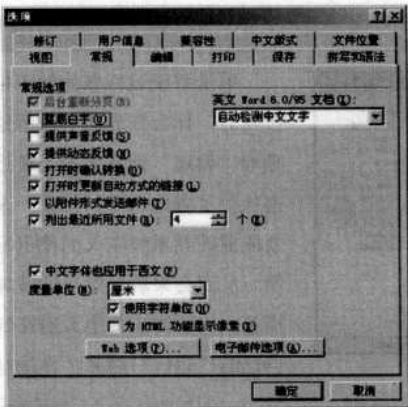 选项
修订 用户信息 兼容性 中文版式 文件位置
视图 常规 编辑 打印 保存 拼写和语法
常规选项
后台重新分页(B)
蓝底白字(U)
提供声音反馈(S)
提供动态反馈(N)
打开时确认转换(O)
打开时更新自动方式的链接(L)
以附件形式发送邮件(T)
列出最近所用文件(R): 4 个(E)
英文 Word 6.0/95 文档(I):
自动检测中文文字
中文字体也应用于西文(F)
度量单位(M): 厘米
使用字符单位(H)
为 HTML 功能显示像素(X)
Web 选项(P)... 电子邮件选项(A)...
确定 取消